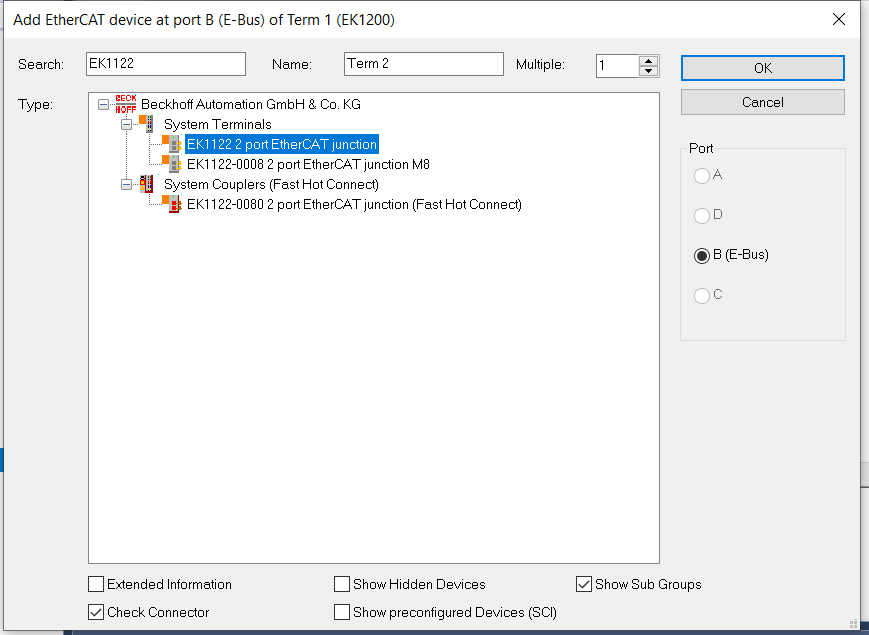 Add EtherCAT device at port B (E-Bus) of Term 1 (EK1200)
Search: EK1122 Name: Term 2 Multiple: 1 OK
Cancel
Type: BECK HOFF Beckhoff Automation GmbH & Co. KG
System Terminals
EK1122 2 port EtherCAT junction
EK1122-0008 2 port EtherCAT junction M8
System Couplers (Fast Hot Connect)
EK1122-0080 2 port EtherCAT junction (Fast Hot Connect)
Port
A
D
B (E-Bus)
C
Extended Information Show Hidden Devices Show Sub Groups
Check Connector Show preconfigured Devices (SCI)